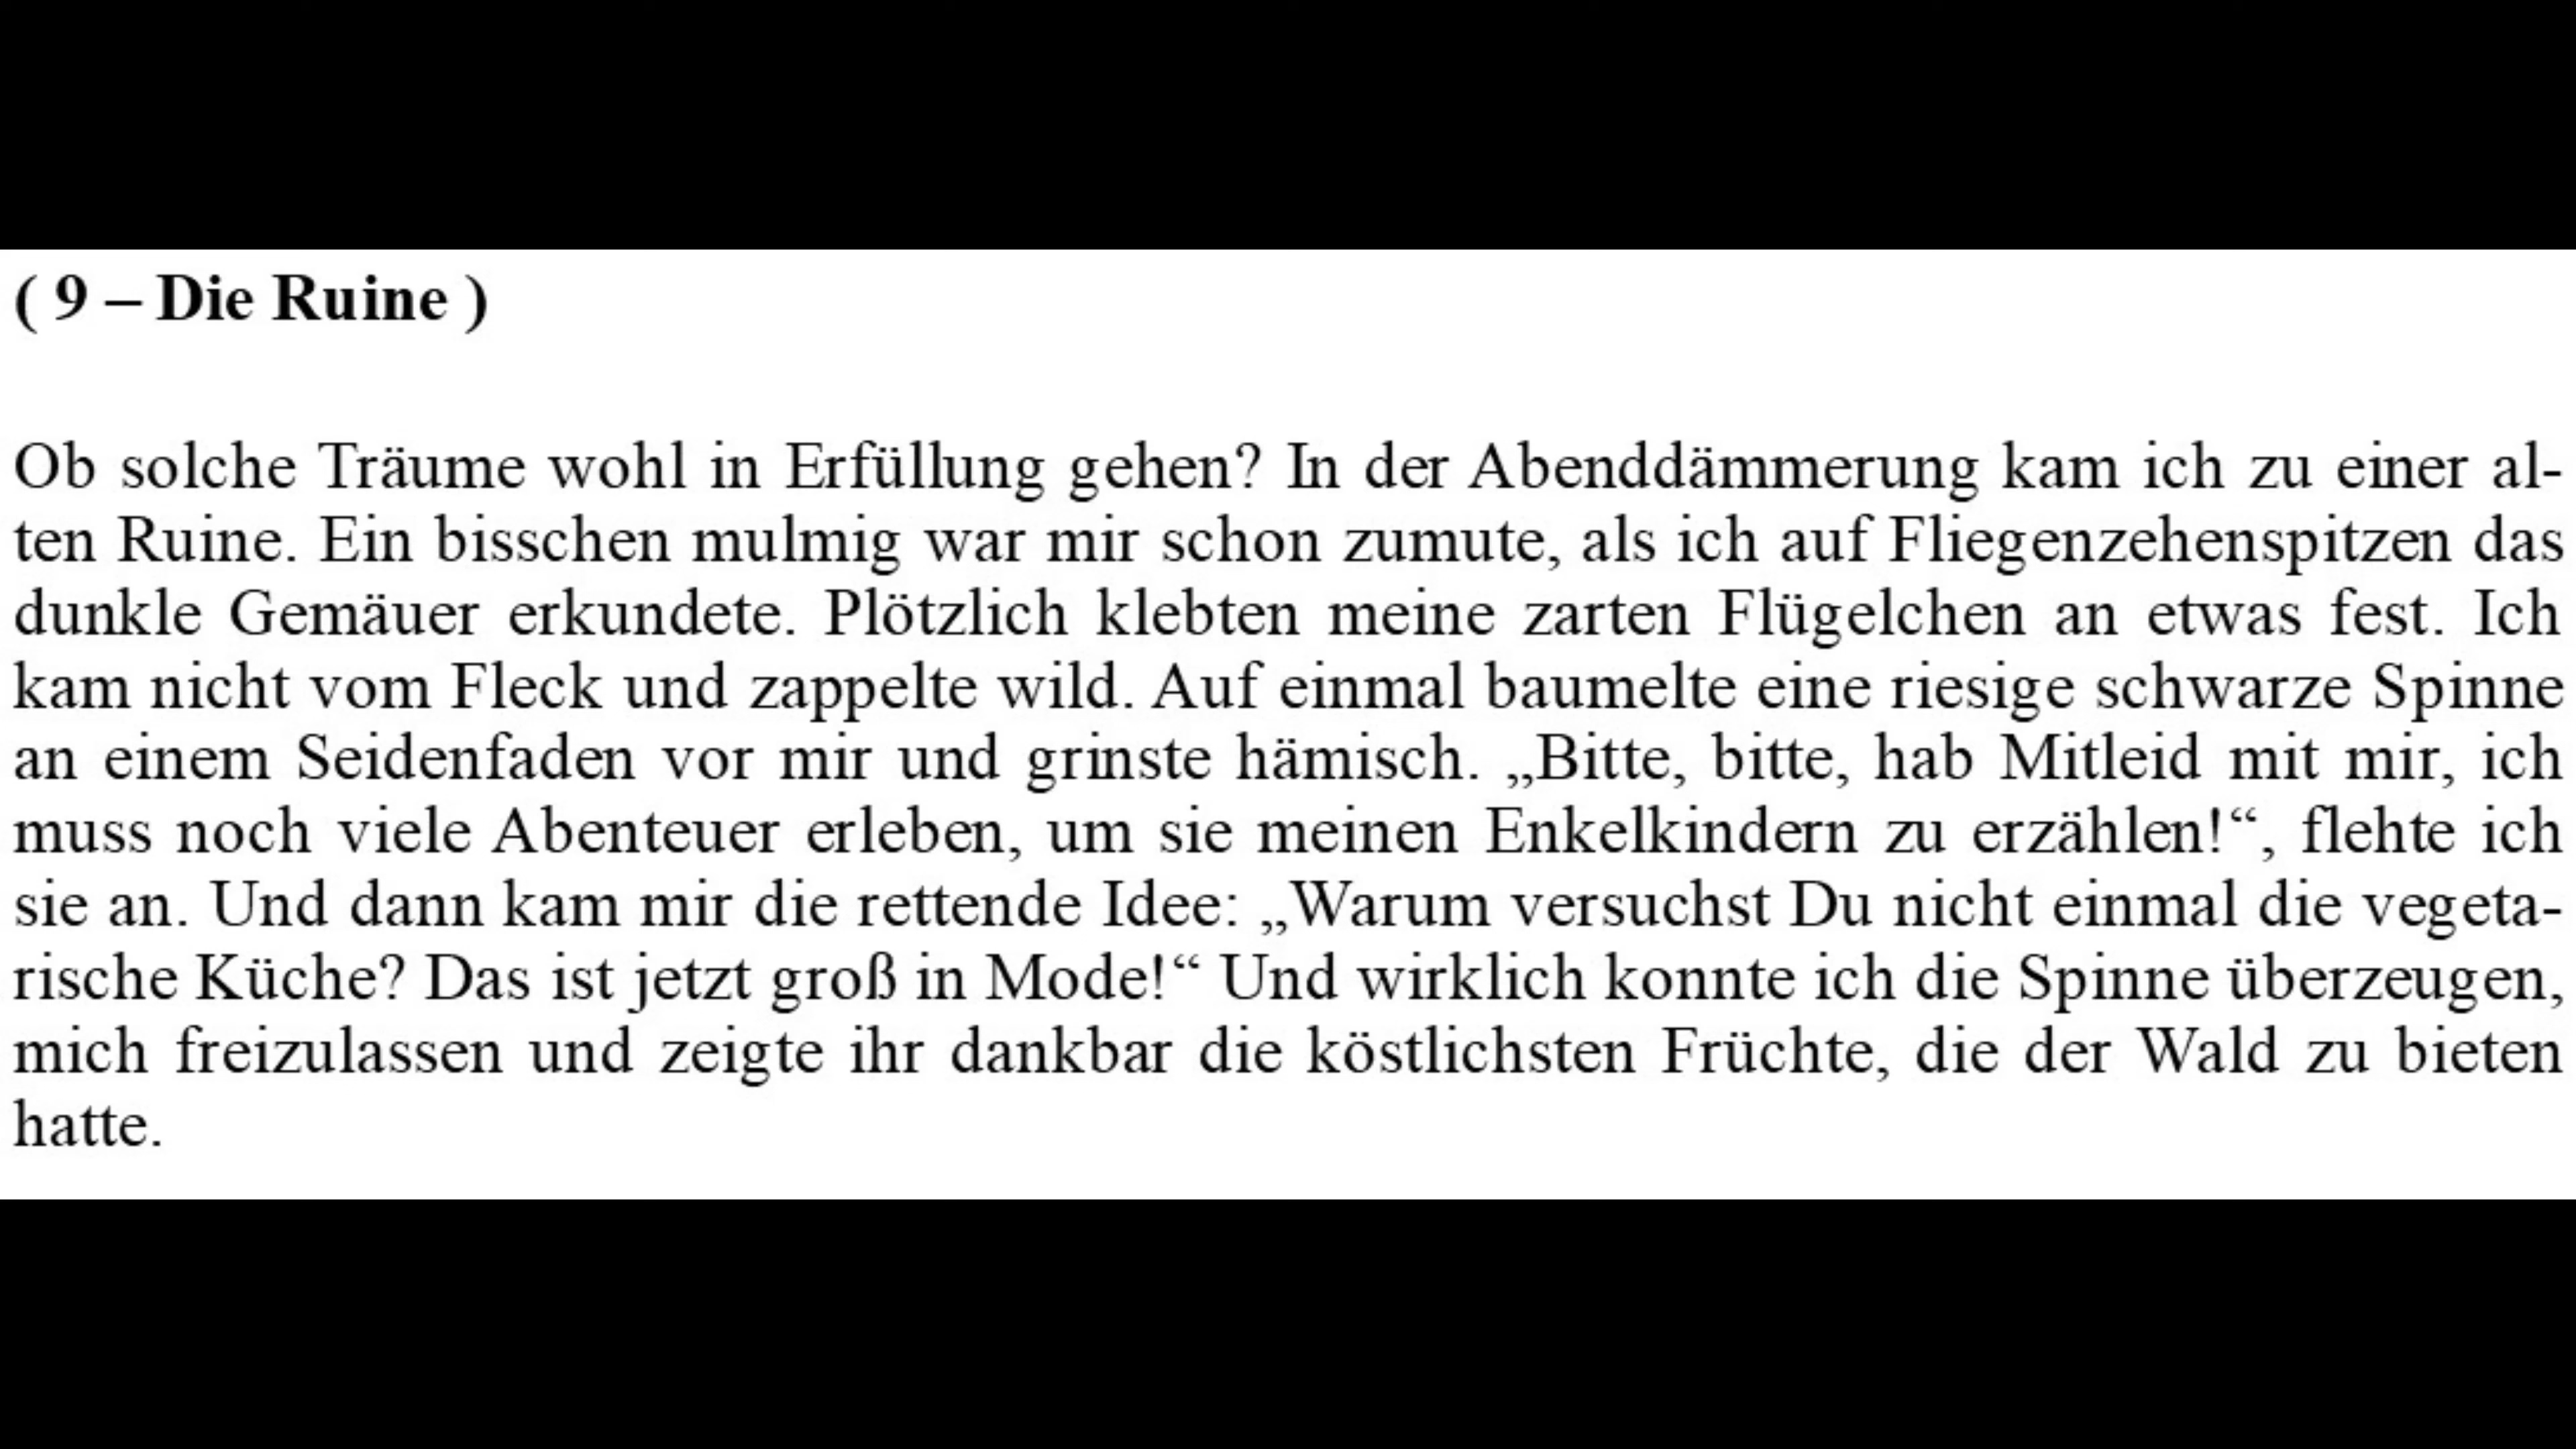 ( 9 – Die Ruine )
Ob solche Träume wohl in Erfüllung gehen? In der Abenddämmerung kam ich zu einer al-
ten Ruine. Ein bisschen mulmig war mir schon zumute, als ich auf Fliegenzehenspitzen das
dunkle Gemäuer erkundete. Plötzlich klebten meine zarten Flügelchen an etwas fest. Ich
kam nicht vom Fleck und zappelte wild. Auf einmal baumelte eine riesige schwarze Spinne
an einem Seidenfaden vor mir und grinste hämisch. „Bitte, bitte, hab Mitleid mit mir, ich
muss noch viele Abenteuer erleben, um sie meinen Enkelkindern zu erzählen!“, flehte ich
sie an. Und dann kam mir die rettende Idee: „Warum versuchst Du nicht einmal die vegeta-
rische Küche? Das ist jetzt groß in Mode!“ Und wirklich konnte ich die Spinne überzeugen,
mich freizulassen und zeigte ihr dankbar die köstlichsten Früchte, die der Wald zu bieten
hatte.